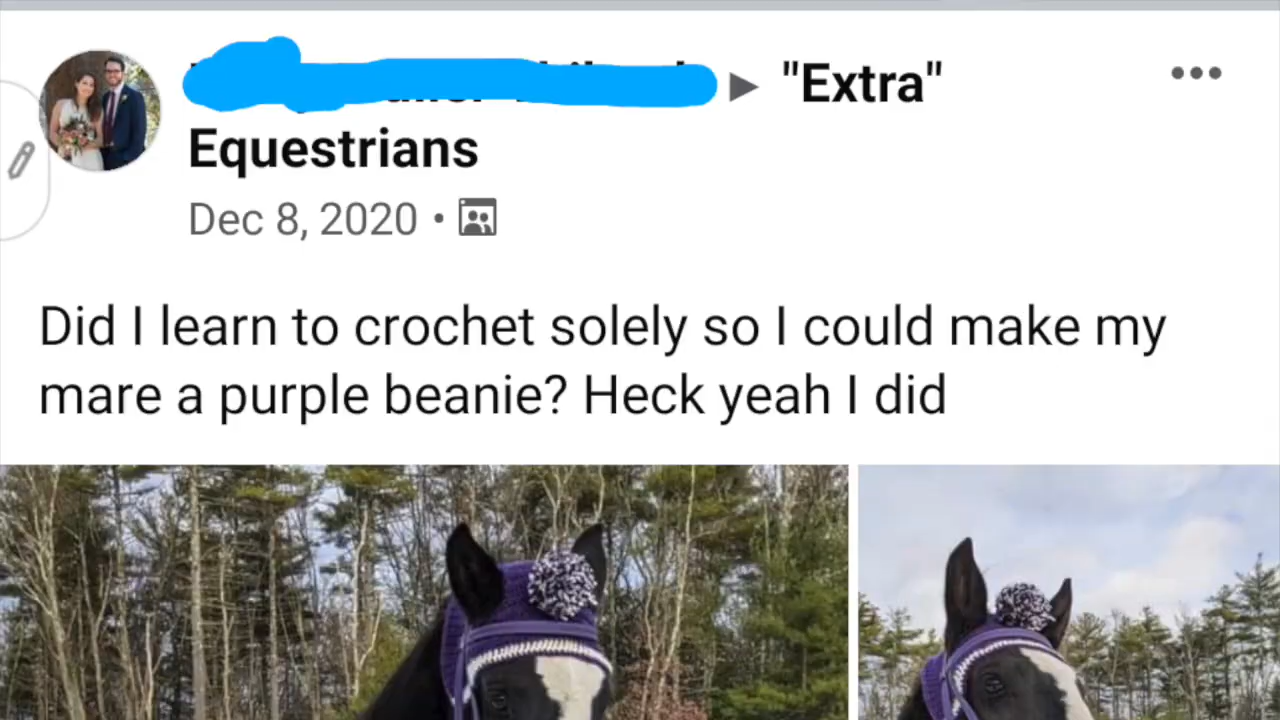 "Extra"
Equestrians
Dec 8, 2020 •
Did I learn to crochet solely so I could make my
mare a purple beanie? Heck yeah I did